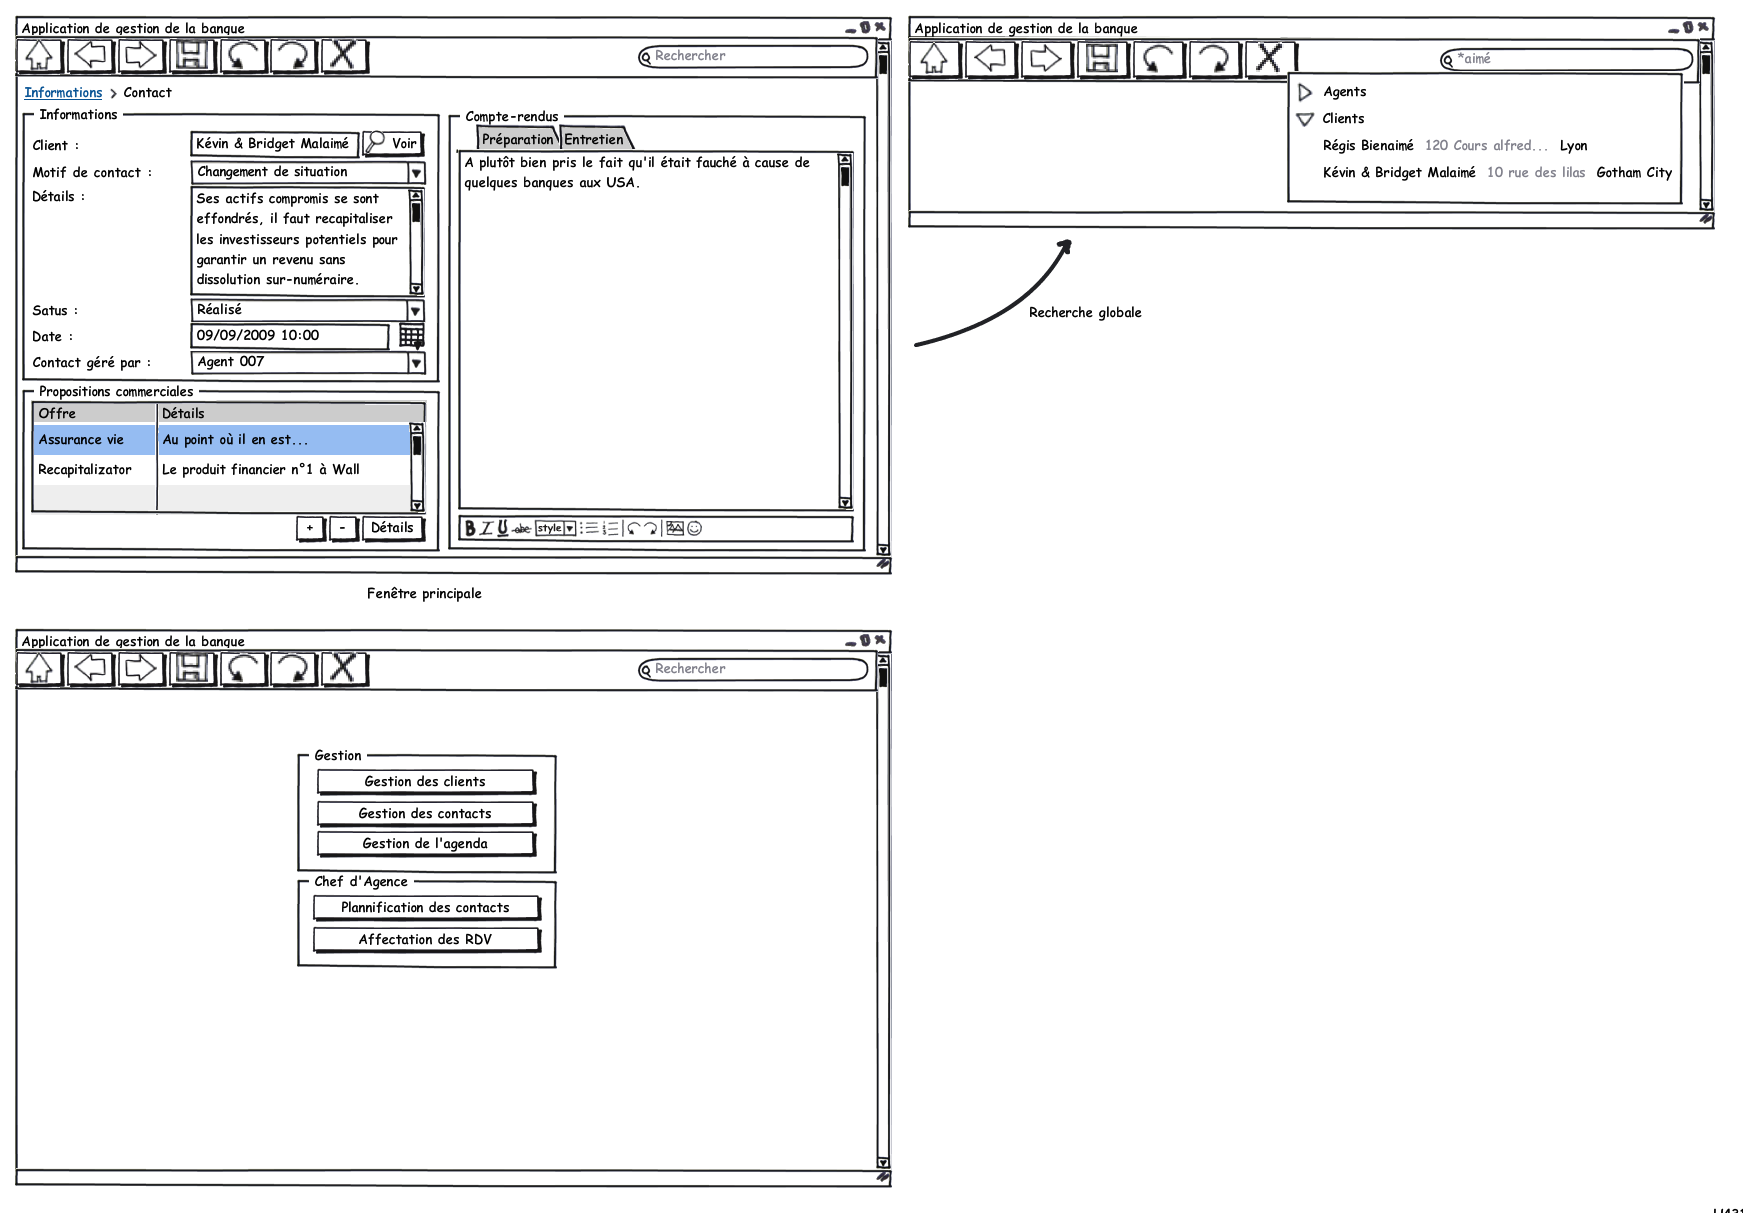 Application de gestion de la banque
Rechercher
Informations > Contact
Informations
Client :
Kévin & Bridget Malaimé
Voir
Motif de contact :
Changement de situation
Détails :
Ses actifs compromis se sont
effondrés, il faut recapitaliser
les investisseurs potentiels pour
garantir un revenu sans
dissolution sur-numéraire.
Satus :
Réalisé
Date :
09/09/2009 10:00
Contact géré par :
Agent 007
Propositions commerciales
Offre Détails
Assurance vie Au point où il en est...
Recapitalizator Le produit financier n°1 à Wall
+ - Détails
Compte-rendus
Préparation Entretien
A plutôt bien pris le fait qu'il était fauché à cause de
quelques banques aux USA.
B I U abc style
Fenêtre principale
Application de gestion de la banque
*aimé
Agents
Clients
Régis Bienaimé 120 Cours alfred... Lyon
Kévin & Bridget Malaimé 10 rue des lilas Gotham City
Recherche globale
Application de gestion de la banque
Rechercher
Gestion
Gestion des clients
Gestion des contacts
Gestion de l'agenda
Chef d'Agence
Plannification des contacts
Affectation des RDV